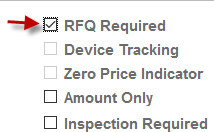 RFQ Required
Device Tracking
Zero Price Indicator
Amount Only
Inspection Required